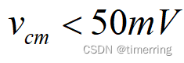 v_cm < 50mV
CSDN @timerring